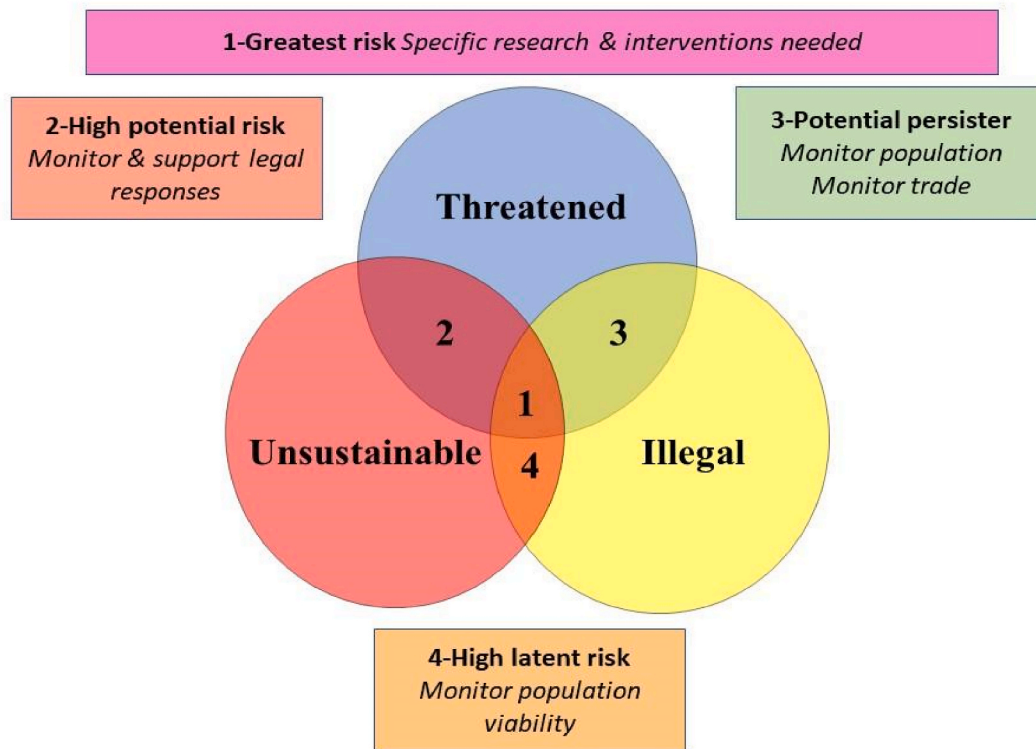 1-Greatest risk Specific research & interventions needed
2-High potential risk
Monitor & support legal
responses
3-Potential persister
Monitor population
Monitor trade
Threatened
2
3
1
Unsustainable
Illegal
4
4-High latent risk
Monitor population
viability